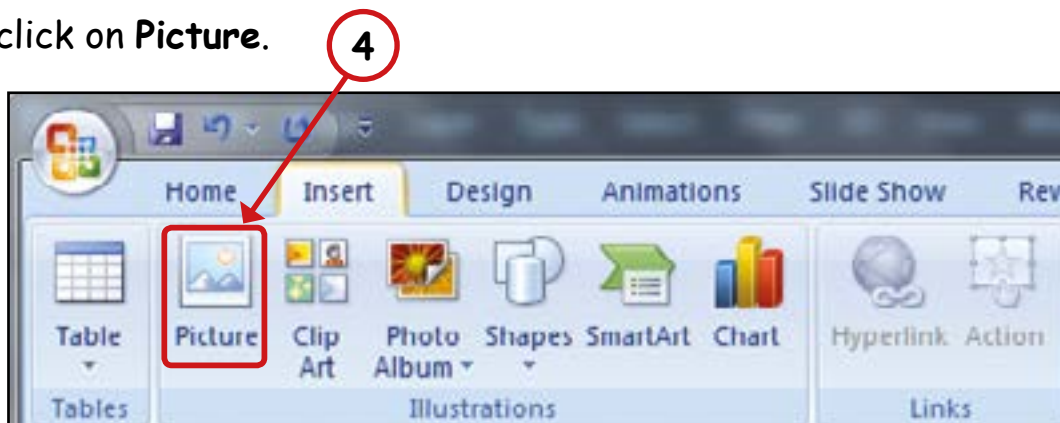 click on Picture.
4
Home Insert Design Animations Slide Show Rev
Table Picture Clip Art Photo Album Shapes SmartArt Chart Hyperlink Action
Tables Illustrations Links